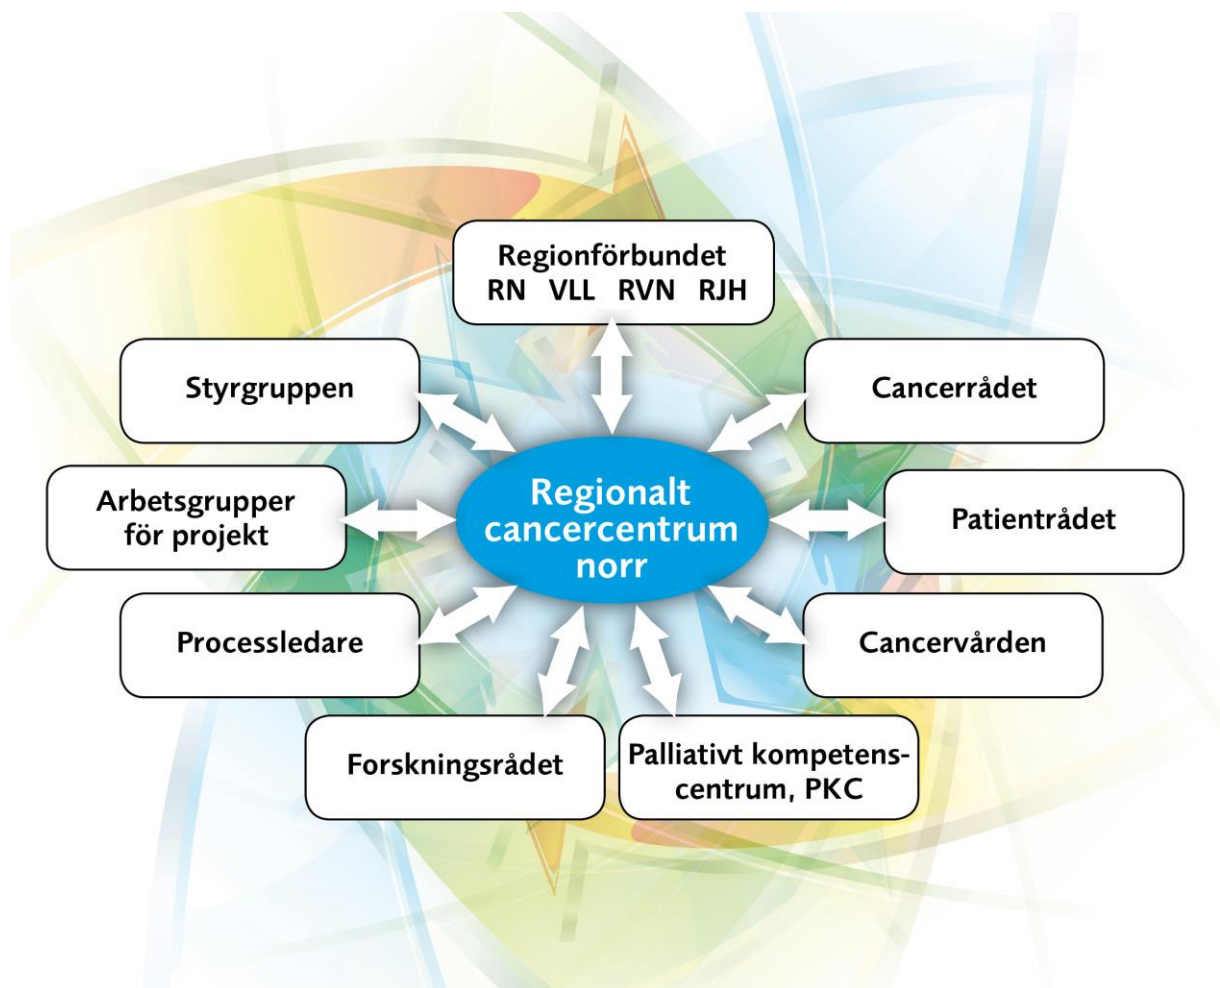 Regionförbundet
RN VLL RVN RJH
Styrgruppen
Cancerrådet
Arbetsgrupper
för projekt
Regionalt
cancercentrum
norr
Patientrådet
Processledare
Cancervården
Forskningsrådet
Palliativt kompetens-
centrum, PKC